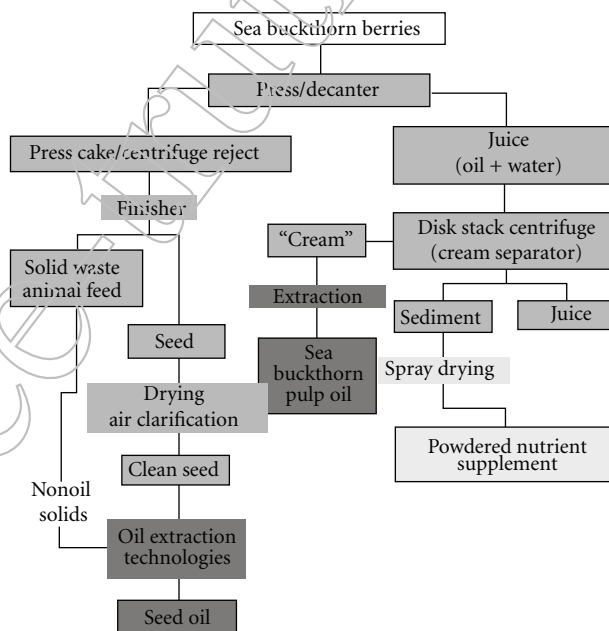 Sea buckthorn berries
Press/decanter
Press cake/centrifuge reject
Juice
(oil + water)
Finisher
"Cream"
Disk stack centrifuge
(cream separator)
Solid waste
animal feed
Extraction
Sediment
Juice
Seed
Sea
buckthorn
pulp oil
Spray drying
Drying
air clarification
Powdered nutrient
supplement
Clean seed
Nonoil
solids
Oil extraction
technologies
Seed oil